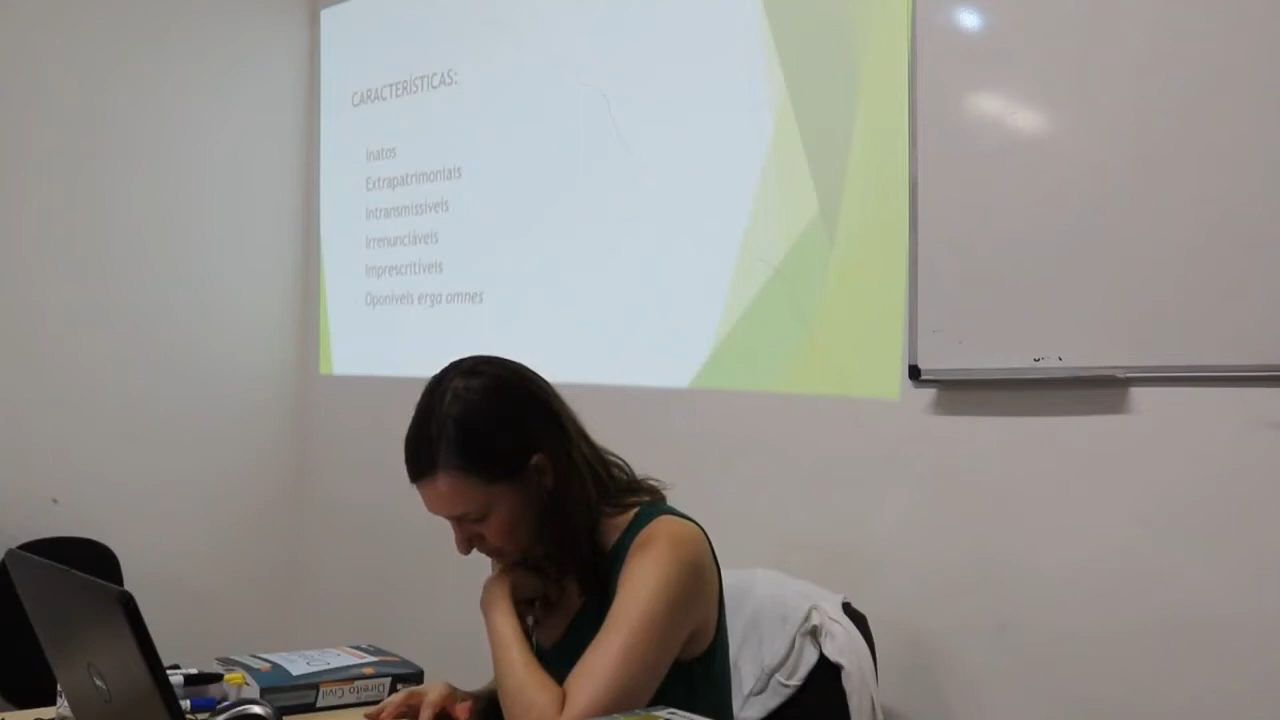 CARACTERÍSTICAS:
Inatos
Extrapatrimoniais
Intransmissíveis
Irrenunciáveis
Imprescritíveis
Oponíveis erga omnes
Direito Civil